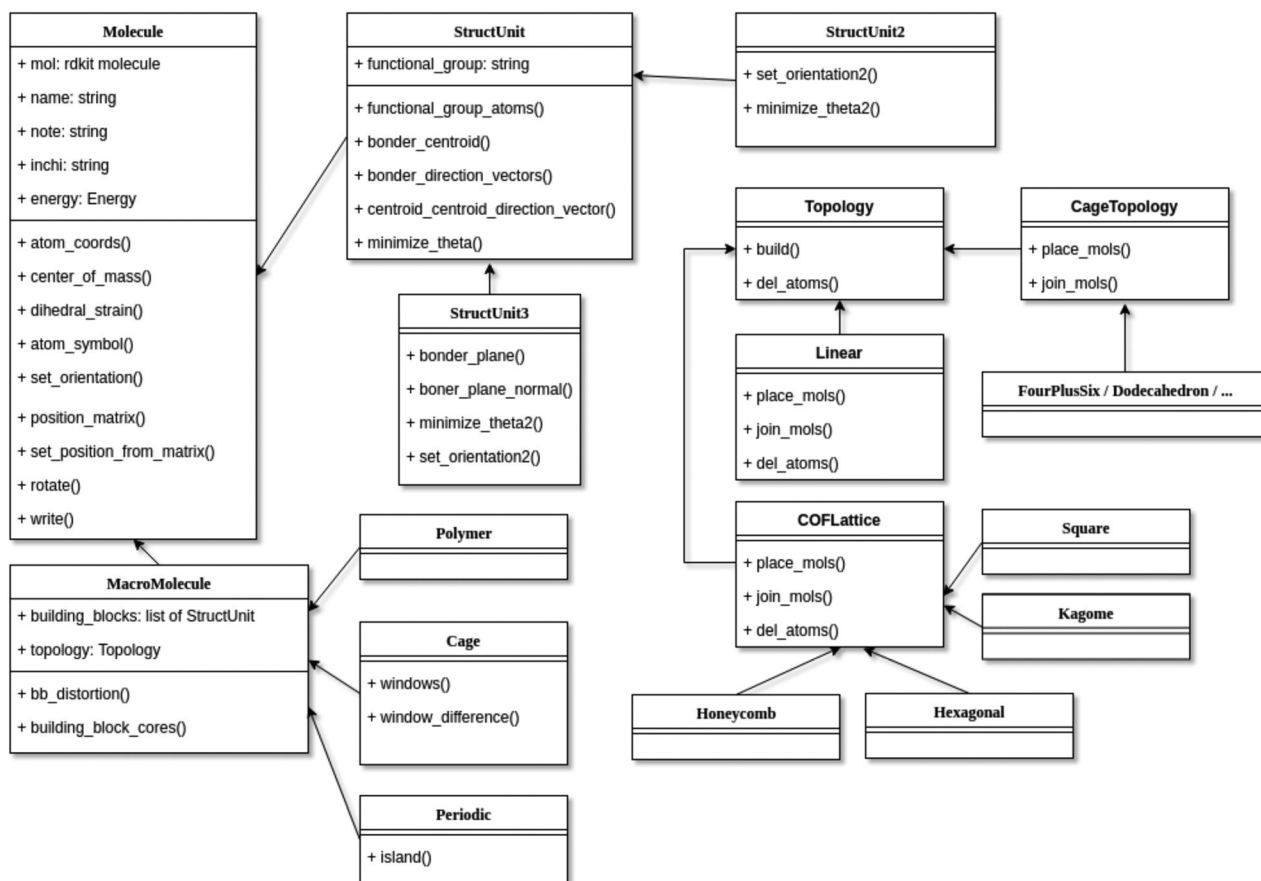 Molecule
+ mol: rdkit molecule
+ name: string
+ note: string
+ inchi: string
+ energy: Energy
+ atom_coords()
+ center_of_mass()
+ dihedral_strain()
+ atom_symbol()
+ set_orientation()
+ position_matrix()
+ set_position_from_matrix()
+ rotate()
+ write()
StructUnit
+ functional_group: string
+ functional_group_atoms()
+ bonder_centroid()
+ bonder_direction_vectors()
+ centroid_centroid_direction_vector()
+ minimize_theta()
StructUnit2
+ set_orientation2()
+ minimize_theta2()
StructUnit3
+ bonder_plane()
+ boner_plane_normal()
+ minimize_theta2()
+ set_orientation2()
Topology
+ build()
+ del_atoms()
CageTopology
+ place_mols()
+ join_mols()
Linear
+ place_mols()
+ join_mols()
+ del_atoms()
FourPlusSix / Dodecahedron / ...
COFLattice
+ place_mols()
+ join_mols()
+ del_atoms()
Square
Kagome
Honeycomb
Hexagonal
MacroMolecule
+ building_blocks: list of StructUnit
+ topology: Topology
+ bb_distortion()
+ building_block_cores()
Polymer
Cage
+ windows()
+ window_difference()
Periodic
+ island()